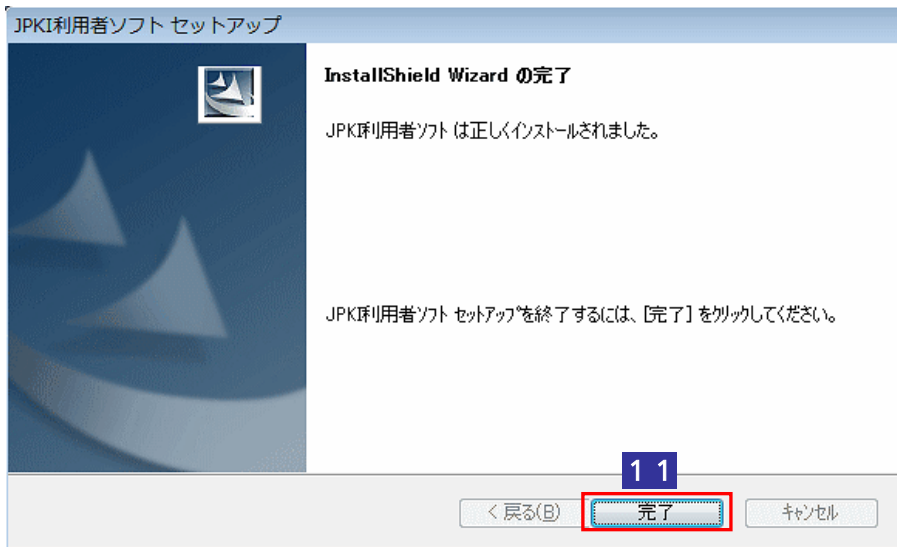 JPKI利用者ソフト セットアップ
InstallShield Wizard の完了
JPKI利用者ソフト は正しくインストールされました。
JPKI利用者ソフト セットアップを終了するには、[完了] をクリックしてください。
11
< 戻る(B)
完了
キャンセル